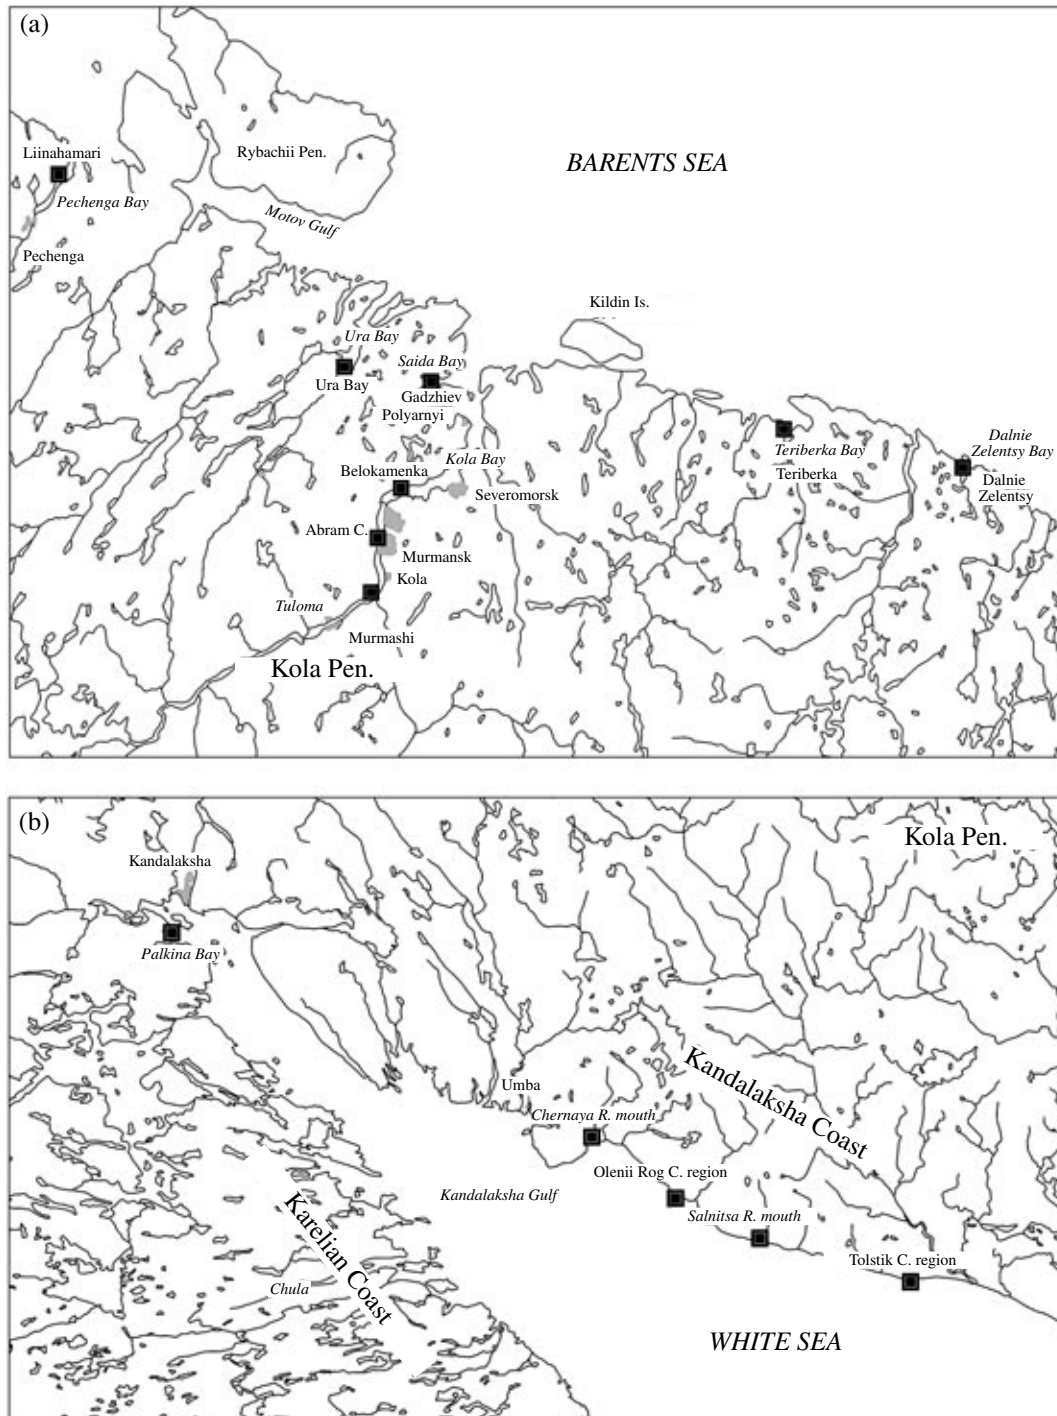 (a)
Liinahamari
Rybachii Pen.
BARENTS SEA
Pechenga Bay
Motov Gulf
Pechenga
Kildin Is.
Ura Bay
Saida Bay
Ura Bay
Gadzhiev
Polyarnyi
Kola Bay
Teriberka Bay
Dalnie
Zelentsy Bay
Belokamenka
Teriberka
Dalnie
Zelentsy
Severomorsk
Abram C.
Murmansk
Kola
Tuloma
Murmashi
Kola Pen.
(b)
Kola Pen.
Kandalaksha
Palkina Bay
Umba
Kandalaksha Coast
Chernaya R. mouth
Olenii Rog C. region
Kandalaksha Gulf
Salnitsa R. mouth
Karelian Coast
Tolstik C. region
Chula
WHITE SEA